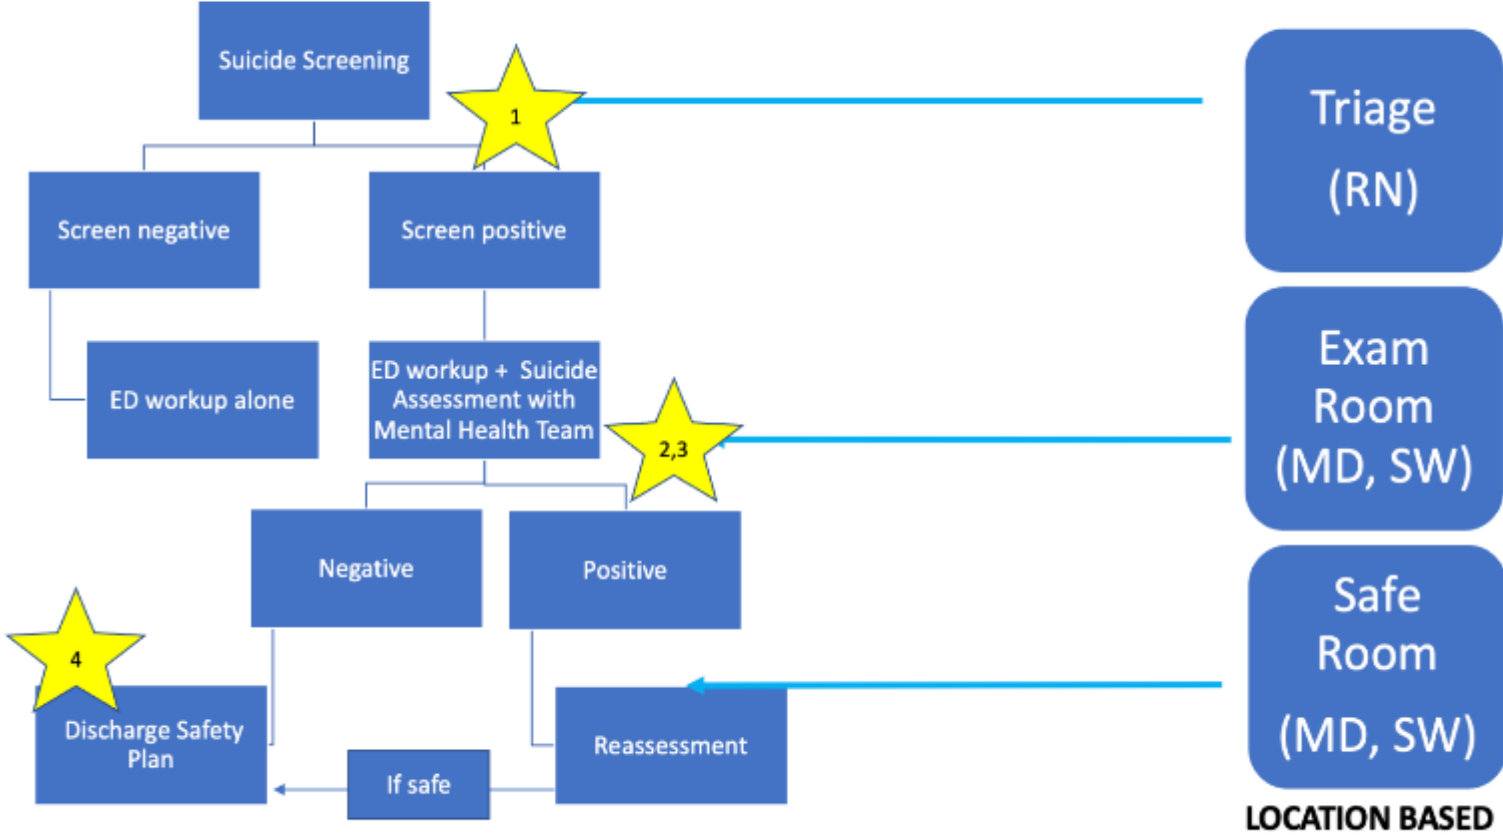 Suicide Screening
1
Triage
(RN)
Screen negative
Screen positive
ED workup alone
ED workup + Suicide
Assessment with
Mental Health Team
2,3
Exam
Room
(MD, SW)
Negative
Positive
4
Discharge Safety
Plan
If safe
Reassessment
Safe
Room
(MD, SW)
LOCATION BASED